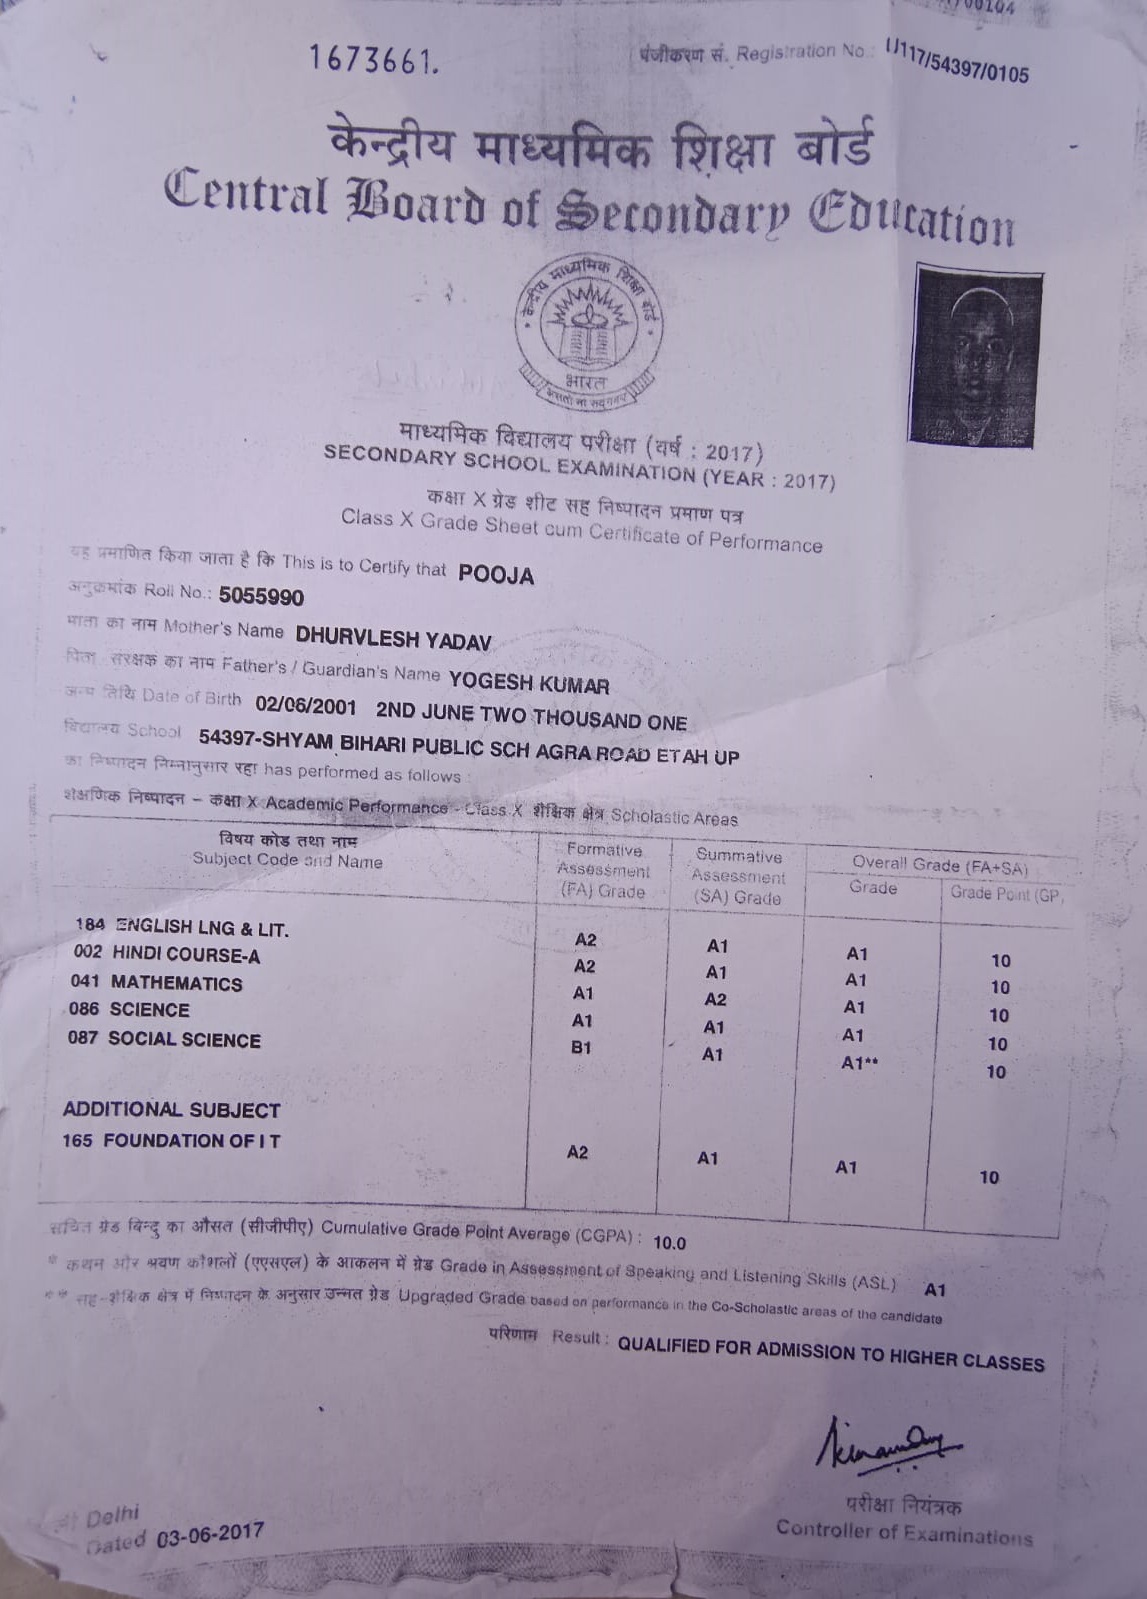 1673661.
पंजीकरण सं. Registration No.: U117/54397/0105
केन्द्रीय माध्यमिक शिक्षा बोर्ड
Central Board of Secondary Education
केन्द्रीय माध्यमिक शिक्षा बोर्ड
भारत
माध्यमिक विद्यालय परीक्षा (वर्ष : 2017)
SECONDARY SCHOOL EXAMINATION (YEAR : 2017)
कक्षा X ग्रेड शीट सह निष्पादन प्रमाण पत्र
Class X Grade Sheet cum Certificate of Performance
यह प्रमाणित किया जाता है कि This is to Certify that POOJA
अनुक्रमांक Roll No.: 5055990
माता का नाम Mother's Name DHURVLESH YADAV
पिता संरक्षक का नाम Father's / Guardian's Name YOGESH KUMAR
जन्म तिथि Date of Birth 02/06/2001 2ND JUNE TWO THOUSAND ONE
विद्यालय School 54397-SHYAM BIHARI PUBLIC SCH AGRA ROAD ETAH UP
का निष्पादन निम्नानुसार रहा has performed as follows :
शैक्षणिक निष्पादन – कक्षा X Academic Performance - Class X शैक्षिक क्षेत्र Scholastic Areas
विषय कोड तथा नाम
Subject Code and Name
Formative Assessment (FA) Grade
Summative Assessment (SA) Grade
Overall Grade (FA+SA)
Grade
Grade Point (GP
184 ENGLISH LNG & LIT. A2 A1 A1 10
002 HINDI COURSE-A A2 A1 A1 10
041 MATHEMATICS A1 A2 A1 10
086 SCIENCE A1 A1 A1 10
087 SOCIAL SCIENCE B1 A1 A1** 10
ADDITIONAL SUBJECT
165 FOUNDATION OF I T A2 A1 A1 10
संचित ग्रेड बिन्दु का औसत (सीजीपीए) Cumulative Grade Point Average (CGPA) : 10.0
* कथन और श्रवण कौशलों (एएसएल) के आकलन में ग्रेड Grade in Assessment of Speaking and Listening Skills (ASL) A1
** सह-शैक्षिक क्षेत्र में निष्पादन के अनुसार उन्नत ग्रेड Upgraded Grade based on performance in the Co-Scholastic areas of the candidate
परिणाम Result : QUALIFIED FOR ADMISSION TO HIGHER CLASSES
परीक्षा नियंत्रक
Controller of Examinations
Delhi
Dated 03-06-2017